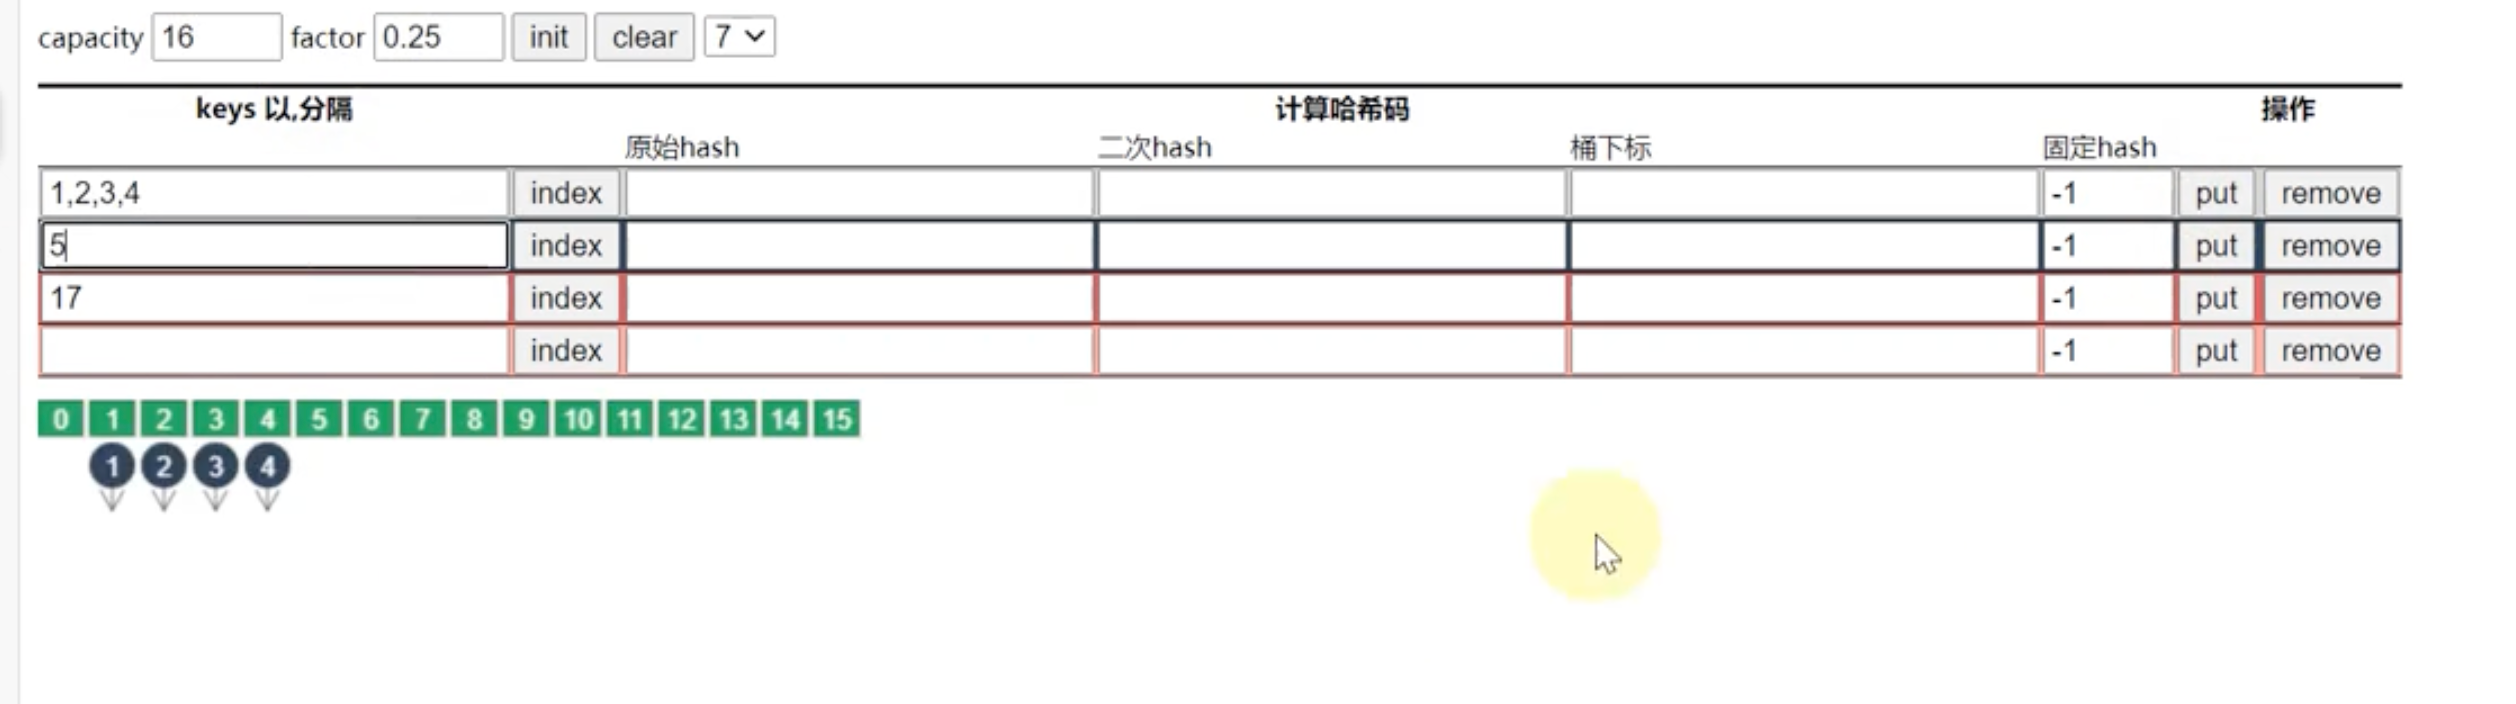 capacity 16 factor 0.25 init clear 7
keys 以,分隔 计算哈希码 操作
原始hash 二次hash 桶下标 固定hash
1,2,3,4 index -1 put remove
5 index -1 put remove
17 index -1 put remove
index -1 put remove
0 1 2 3 4 5 6 7 8 9 10 11 12 13 14 15
1 2 3 4